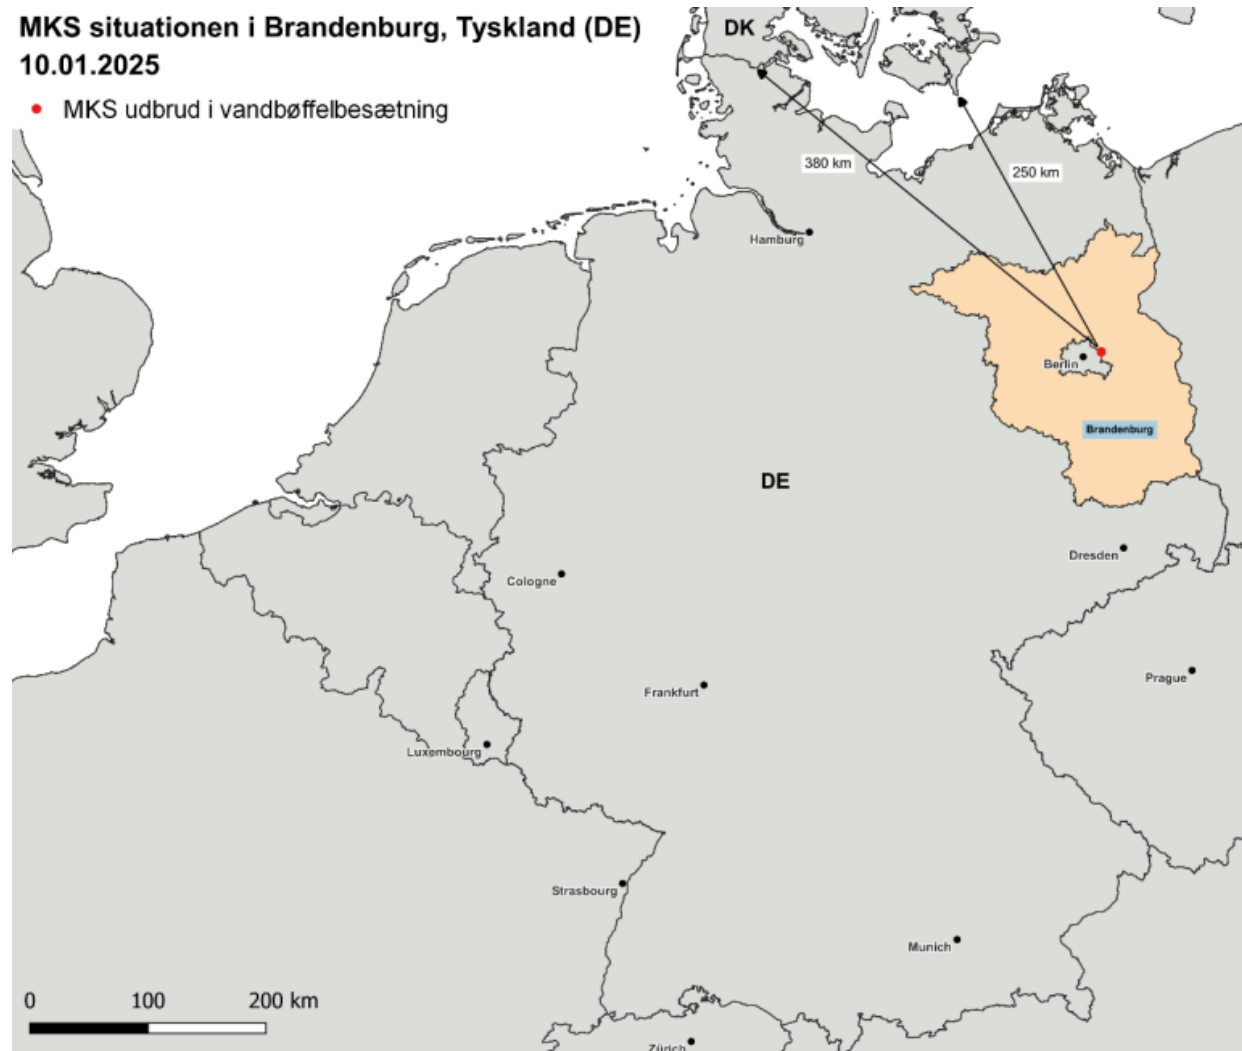 MKS situationen i Brandenburg, Tyskland (DE)
10.01.2025
MKS udbrud i vandbøffelbesætning
DK
380 km
250 km
Hamburg
Berlin
Brandenburg
DE
Dresden
Cologne
Prague
Frankfurt
Luxembourg
Strasbourg
Munich
0 100 200 km
Zürich